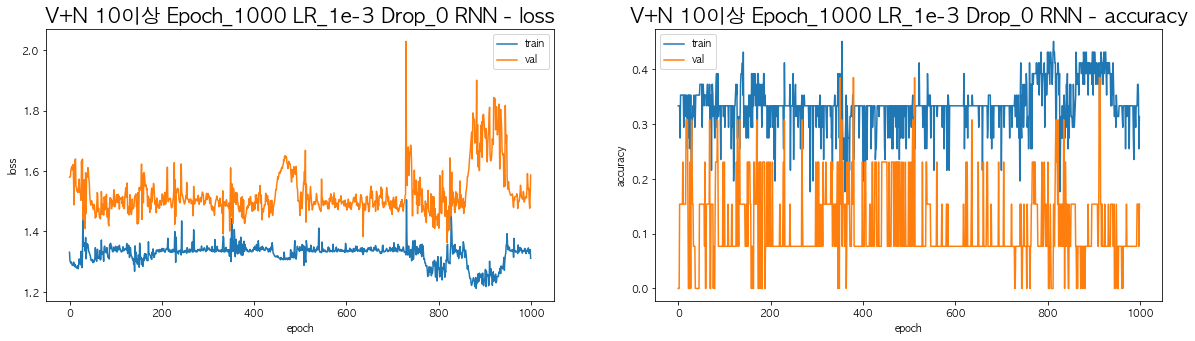 V+N 10이상 Epoch_1000 LR_1e-3 Drop_0 RNN - loss
train
val
loss
2.0
1.8
1.6
1.4
1.2
0
200
400
600
800
1000
epoch
V+N 10이상 Epoch_1000 LR_1e-3 Drop_0 RNN - accuracy
train
val
accuracy
0.4
0.3
0.2
0.1
0.0
0
200
400
600
800
1000
epoch